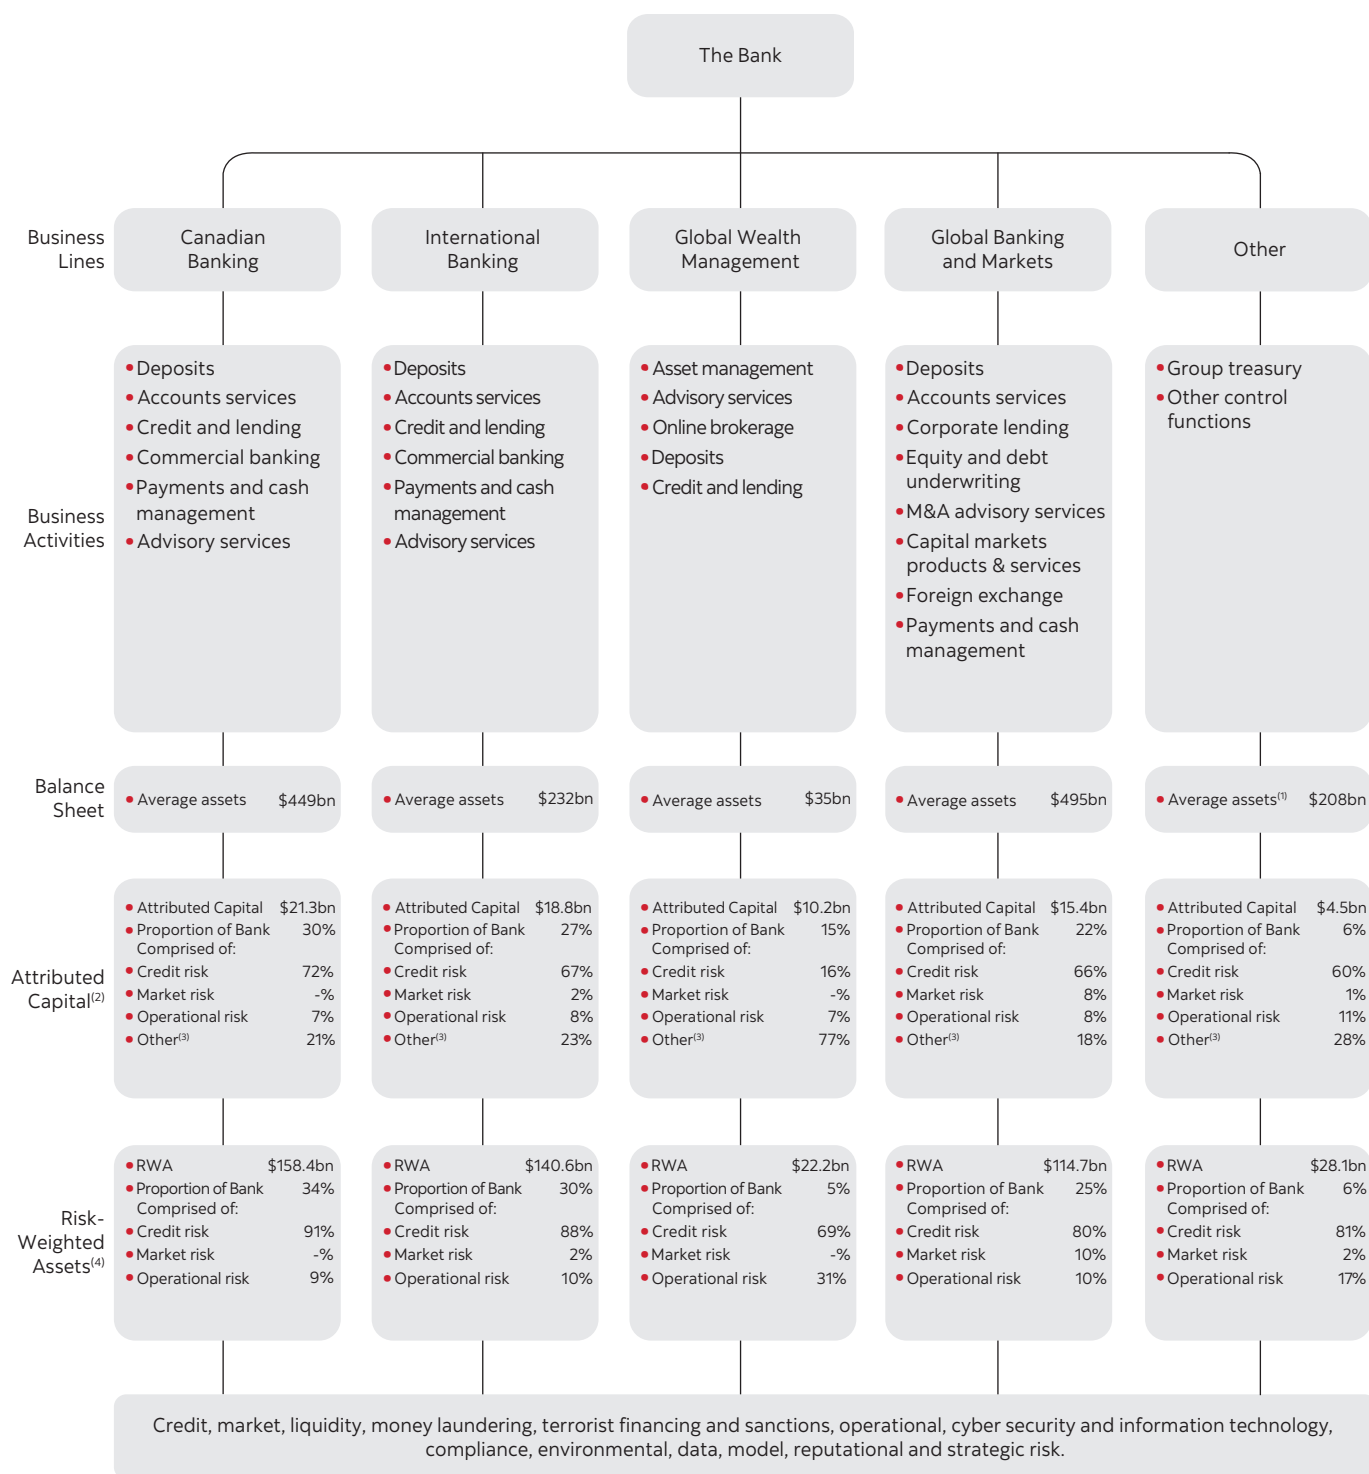 The Bank
Business
Lines
Canadian
Banking
International
Banking
Global Wealth
Management
Global Banking
and Markets
Other
Business
Activities
• Deposits
• Accounts services
• Credit and lending
• Commercial banking
• Payments and cash
management
• Advisory services
• Deposits
• Accounts services
• Credit and lending
• Commercial banking
• Payments and cash
management
• Advisory services
• Asset management
• Advisory services
• Online brokerage
• Deposits
• Credit and lending
• Deposits
• Accounts services
• Corporate lending
• Equity and debt
underwriting
• M&A advisory services
• Capital markets
products & services
• Foreign exchange
• Payments and cash
management
• Group treasury
• Other control
functions
Balance
Sheet
• Average assets $449bn
• Average assets $232bn
• Average assets $35bn
• Average assets $495bn
• Average assets(1) $208bn
Attributed
Capital(2)
• Attributed Capital $21.3bn
• Proportion of Bank 30%
Comprised of:
• Credit risk 72%
• Market risk -%
• Operational risk 7%
• Other(3) 21%
• Attributed Capital $18.8bn
• Proportion of Bank 27%
Comprised of:
• Credit risk 67%
• Market risk 2%
• Operational risk 8%
• Other(3) 23%
• Attributed Capital $10.2bn
• Proportion of Bank 15%
Comprised of:
• Credit risk 16%
• Market risk -%
• Operational risk 7%
• Other(3) 77%
• Attributed Capital $15.4bn
• Proportion of Bank 22%
Comprised of:
• Credit risk 66%
• Market risk 8%
• Operational risk 8%
• Other(3) 18%
• Attributed Capital $4.5bn
• Proportion of Bank 6%
Comprised of:
• Credit risk 60%
• Market risk 1%
• Operational risk 11%
• Other(3) 28%
Risk-
Weighted
Assets(4)
• RWA $158.4bn
• Proportion of Bank 34%
Comprised of:
• Credit risk 91%
• Market risk -%
• Operational risk 9%
• RWA $140.6bn
• Proportion of Bank 30%
Comprised of:
• Credit risk 88%
• Market risk 2%
• Operational risk 10%
• RWA $22.2bn
• Proportion of Bank 5%
Comprised of:
• Credit risk 69%
• Market risk -%
• Operational risk 31%
• RWA $114.7bn
• Proportion of Bank 25%
Comprised of:
• Credit risk 80%
• Market risk 10%
• Operational risk 10%
• RWA $28.1bn
• Proportion of Bank 6%
Comprised of:
• Credit risk 81%
• Market risk 2%
• Operational risk 17%
Credit, market, liquidity, money laundering, terrorist financing and sanctions, operational, cyber security and information technology,
compliance, environmental, data, model, reputational and strategic risk.